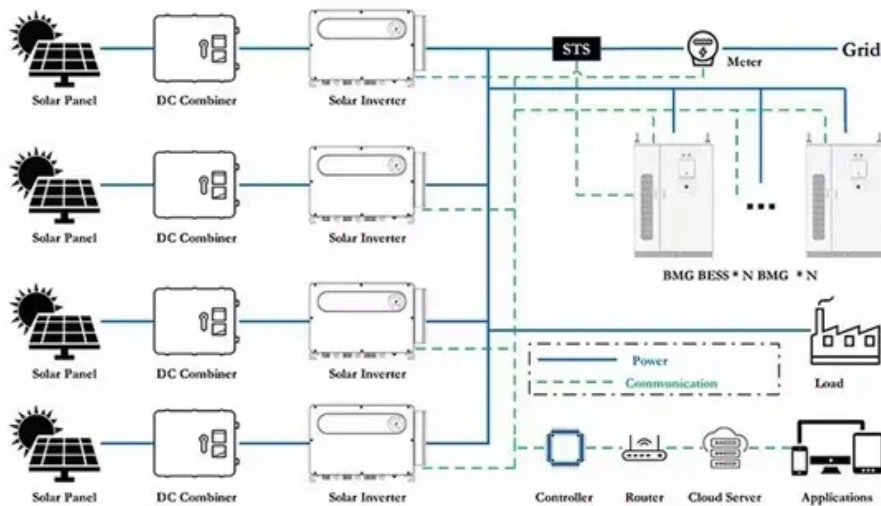 STS
Meter
Grid
Solar Panel
DC Combiner
Solar Inverter
Solar Panel
DC Combiner
Solar Inverter
BMG BESS * N BMG * N
Solar Panel
DC Combiner
Solar Inverter
Power
Communication
Load
Solar Panel
DC Combiner
Solar Inverter
Controller
Router
Cloud Server
Applications